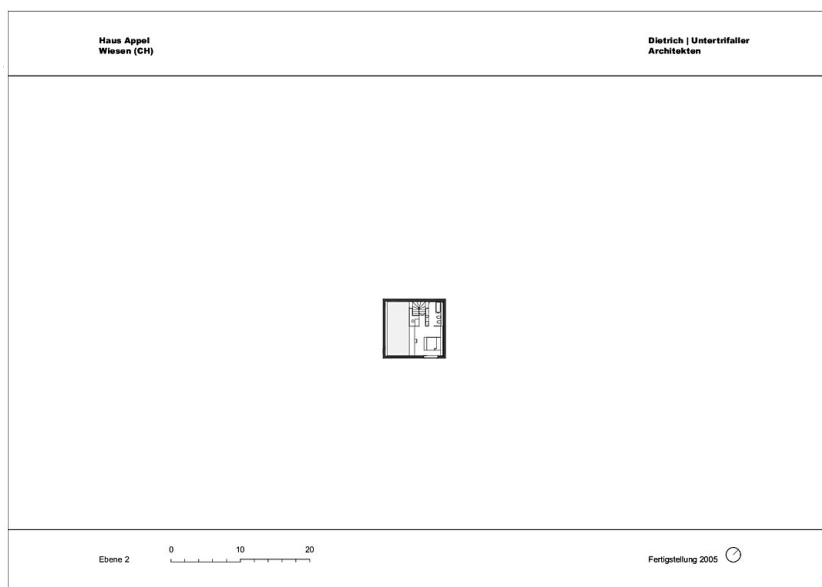 Haus Appel
Wiesen (CH)
Dietrich | Untertrifaller
Architekten
Ebene 2
0 10 20
Fertigstellung 2005